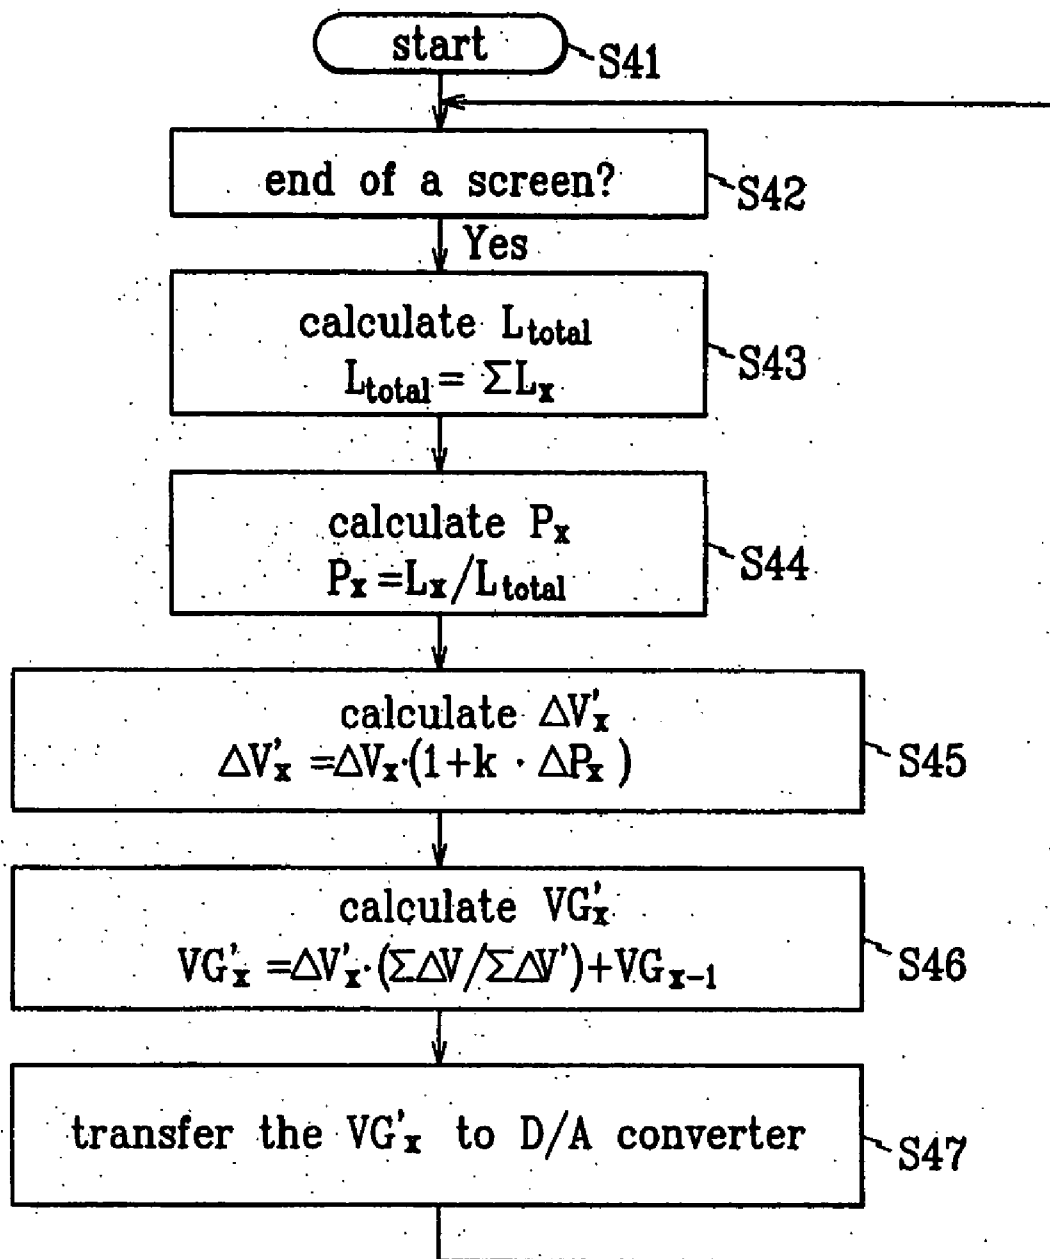 start
S41
end of a screen?
S42
Yes
calculate L_total
L_total = ΣL_x
S43
calculate P_x
P_x = L_x/L_total
S44
calculate ΔV'_x
ΔV'_x = ΔV_x·(1+k · ΔP_x)
S45
calculate VG'_x
VG'_x = ΔV'_x·(ΣΔV/ΣΔV')+VG_x-1
S46
transfer the VG'_x to D/A converter
S47